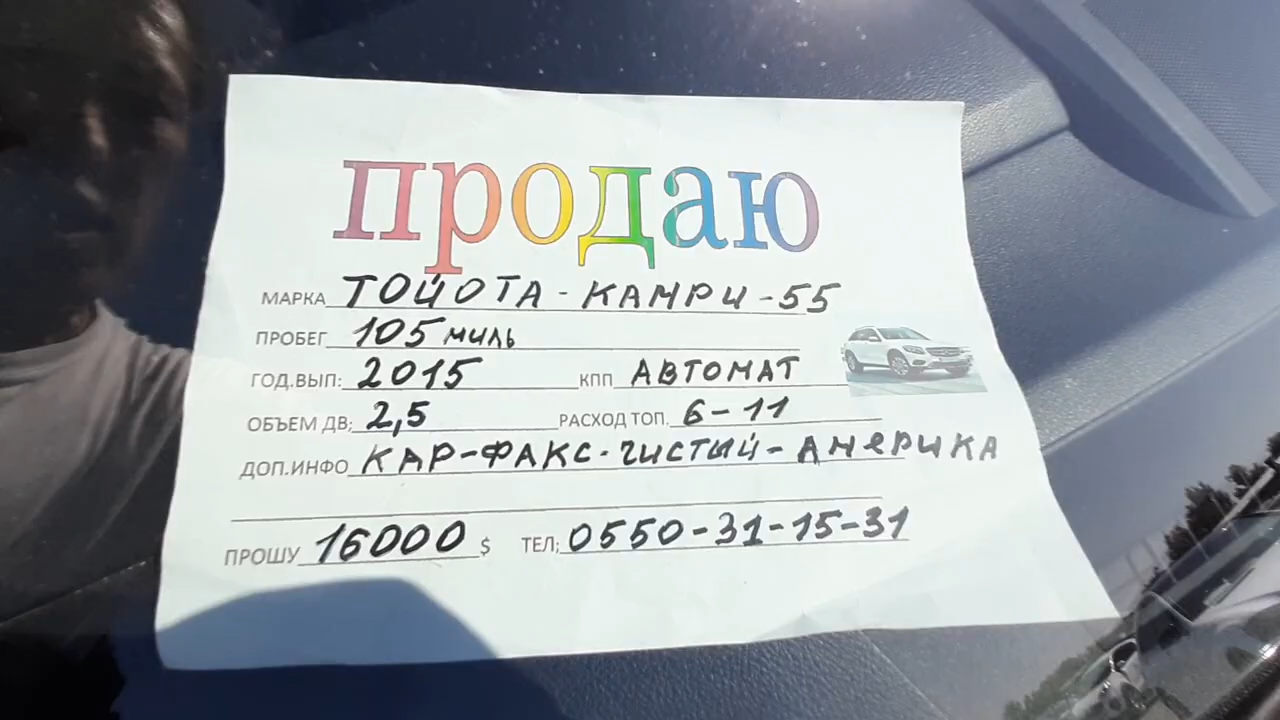 продаю
МАРКА ТОЙОТА - КАМРИ - 55
ПРОБЕГ 105 миль
ГОД.ВЫП: 2015 КПП АВТОМАТ
ОБЪЕМ ДВ; 2,5 РАСХОД ТОП. 6-11
ДОП.ИНФО КАР-ФАКС-ЧИСТЫЙ-АМЕРИКА
ПРОШУ 16000 $ ТЕЛ; 0550-31-15-31